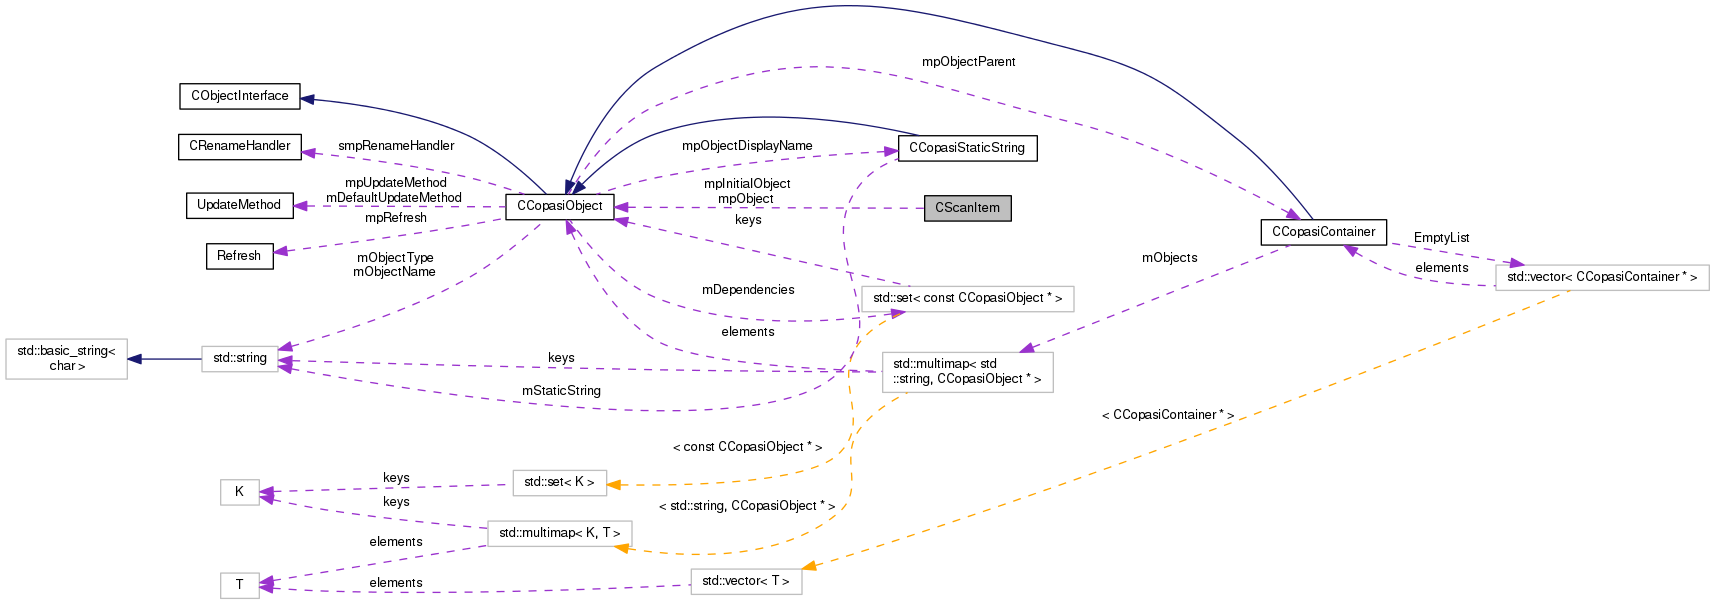 mpObjectParent
CObjectInterface
CRenameHandler
smpRenameHandler
mpObjectDisplayName
CCopasiStaticString
mpUpdateMethod
mDefaultUpdateMethod
mpInitialObject
mpObject
UpdateMethod
CCopasiObject
CScanItem
mpRefresh
keys
CCopasiContainer
EmptyList
Refresh
mObjectType
mObjectName
mObjects
elements
std::vector< CCopasiContainer * >
mDependencies
std::set< const CCopasiObject * >
elements
std::basic_string<
char >
std::string
keys
std::multimap< std
::string, CCopasiObject * >
mStaticString
< CCopasiContainer * >
< const CCopasiObject * >
keys
std::set< K >
K
keys
< std::string, CCopasiObject * >
std::multimap< K, T >
elements
T
elements
std::vector< T >